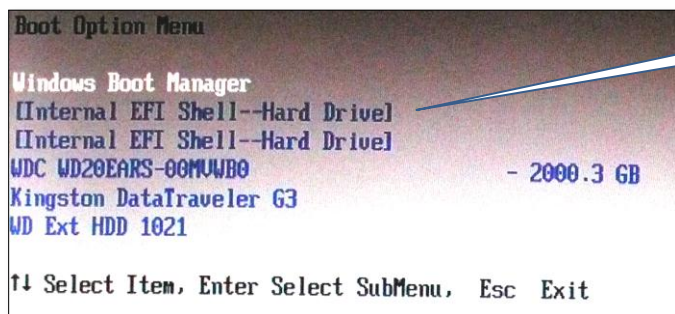 Boot Option Menu
Windows Boot Manager
[Internal EFI Shell--Hard Drive]
[Internal EFI Shell--Hard Drive]
WDC WD20EARS-00MVWB0 - 2000.3 GB
Kingston DataTraveler G3
WD Ext HDD 1021
↑↓ Select Item, Enter Select SubMenu, Esc Exit